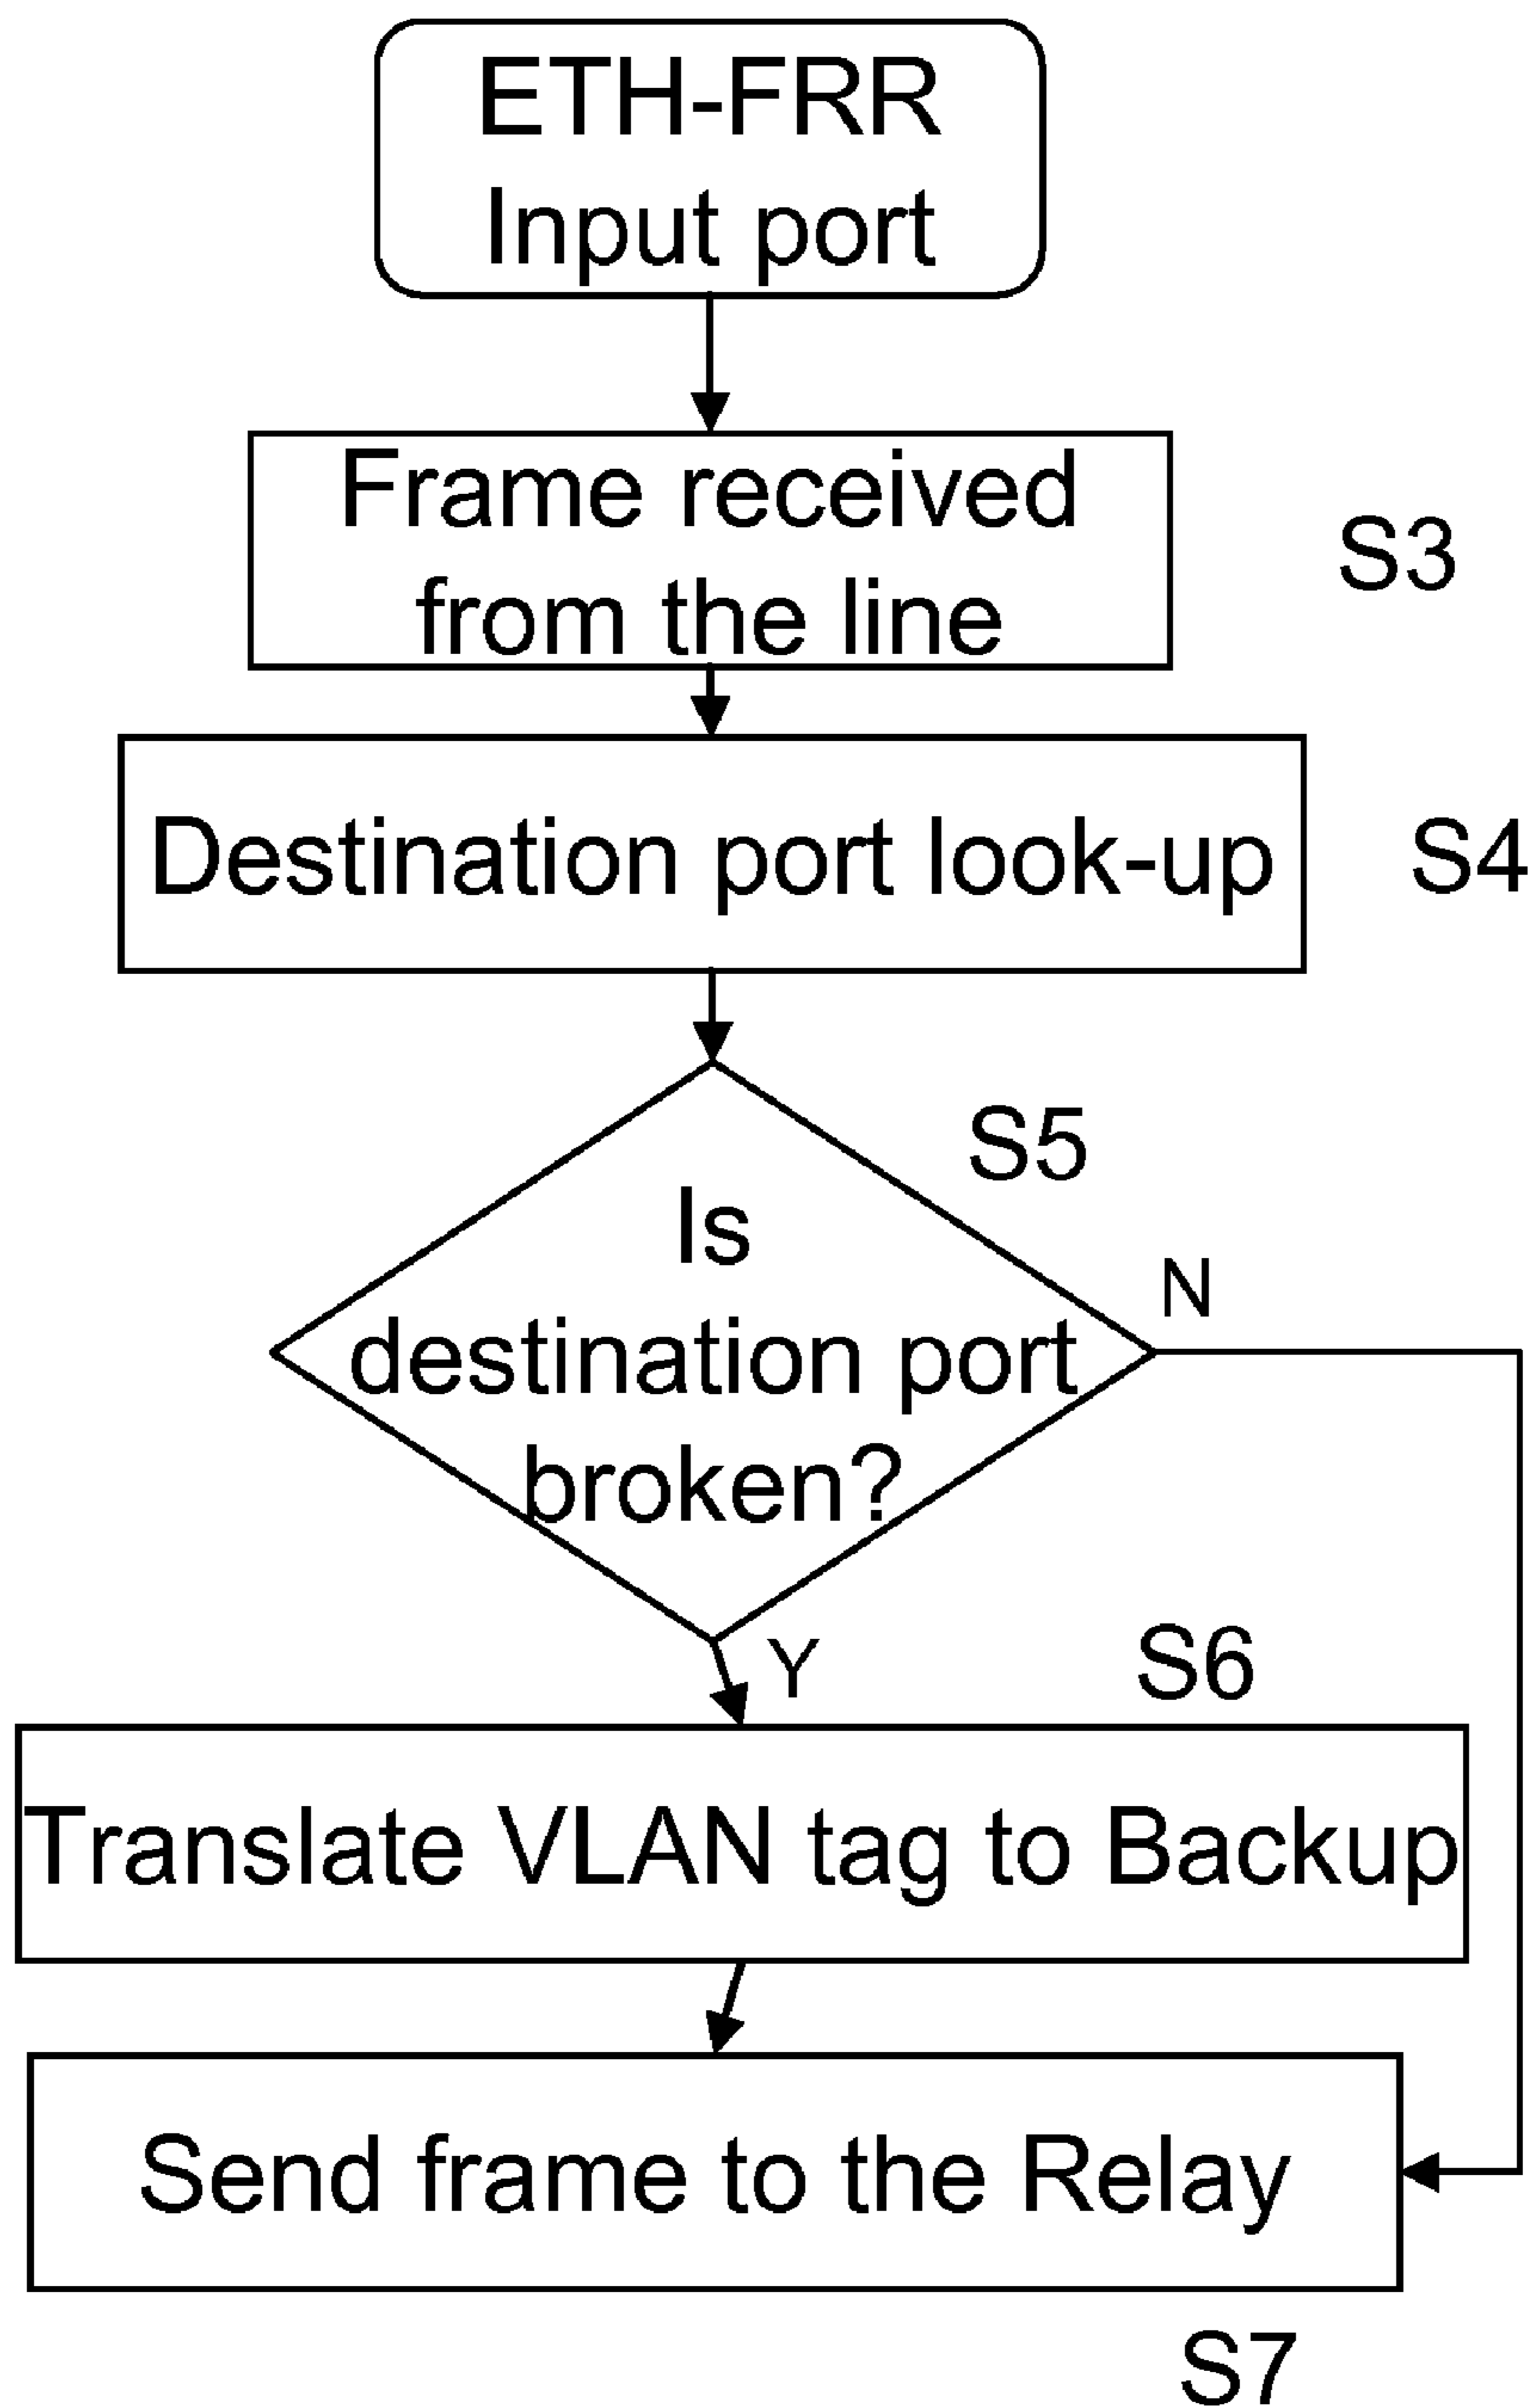 ETH-FRR
Input port
Frame received
from the line
S3
Destination port look-up
S4
S5
Is
destination port
broken?
N
Y
S6
Translate VLAN tag to Backup
Send frame to the Relay
S7